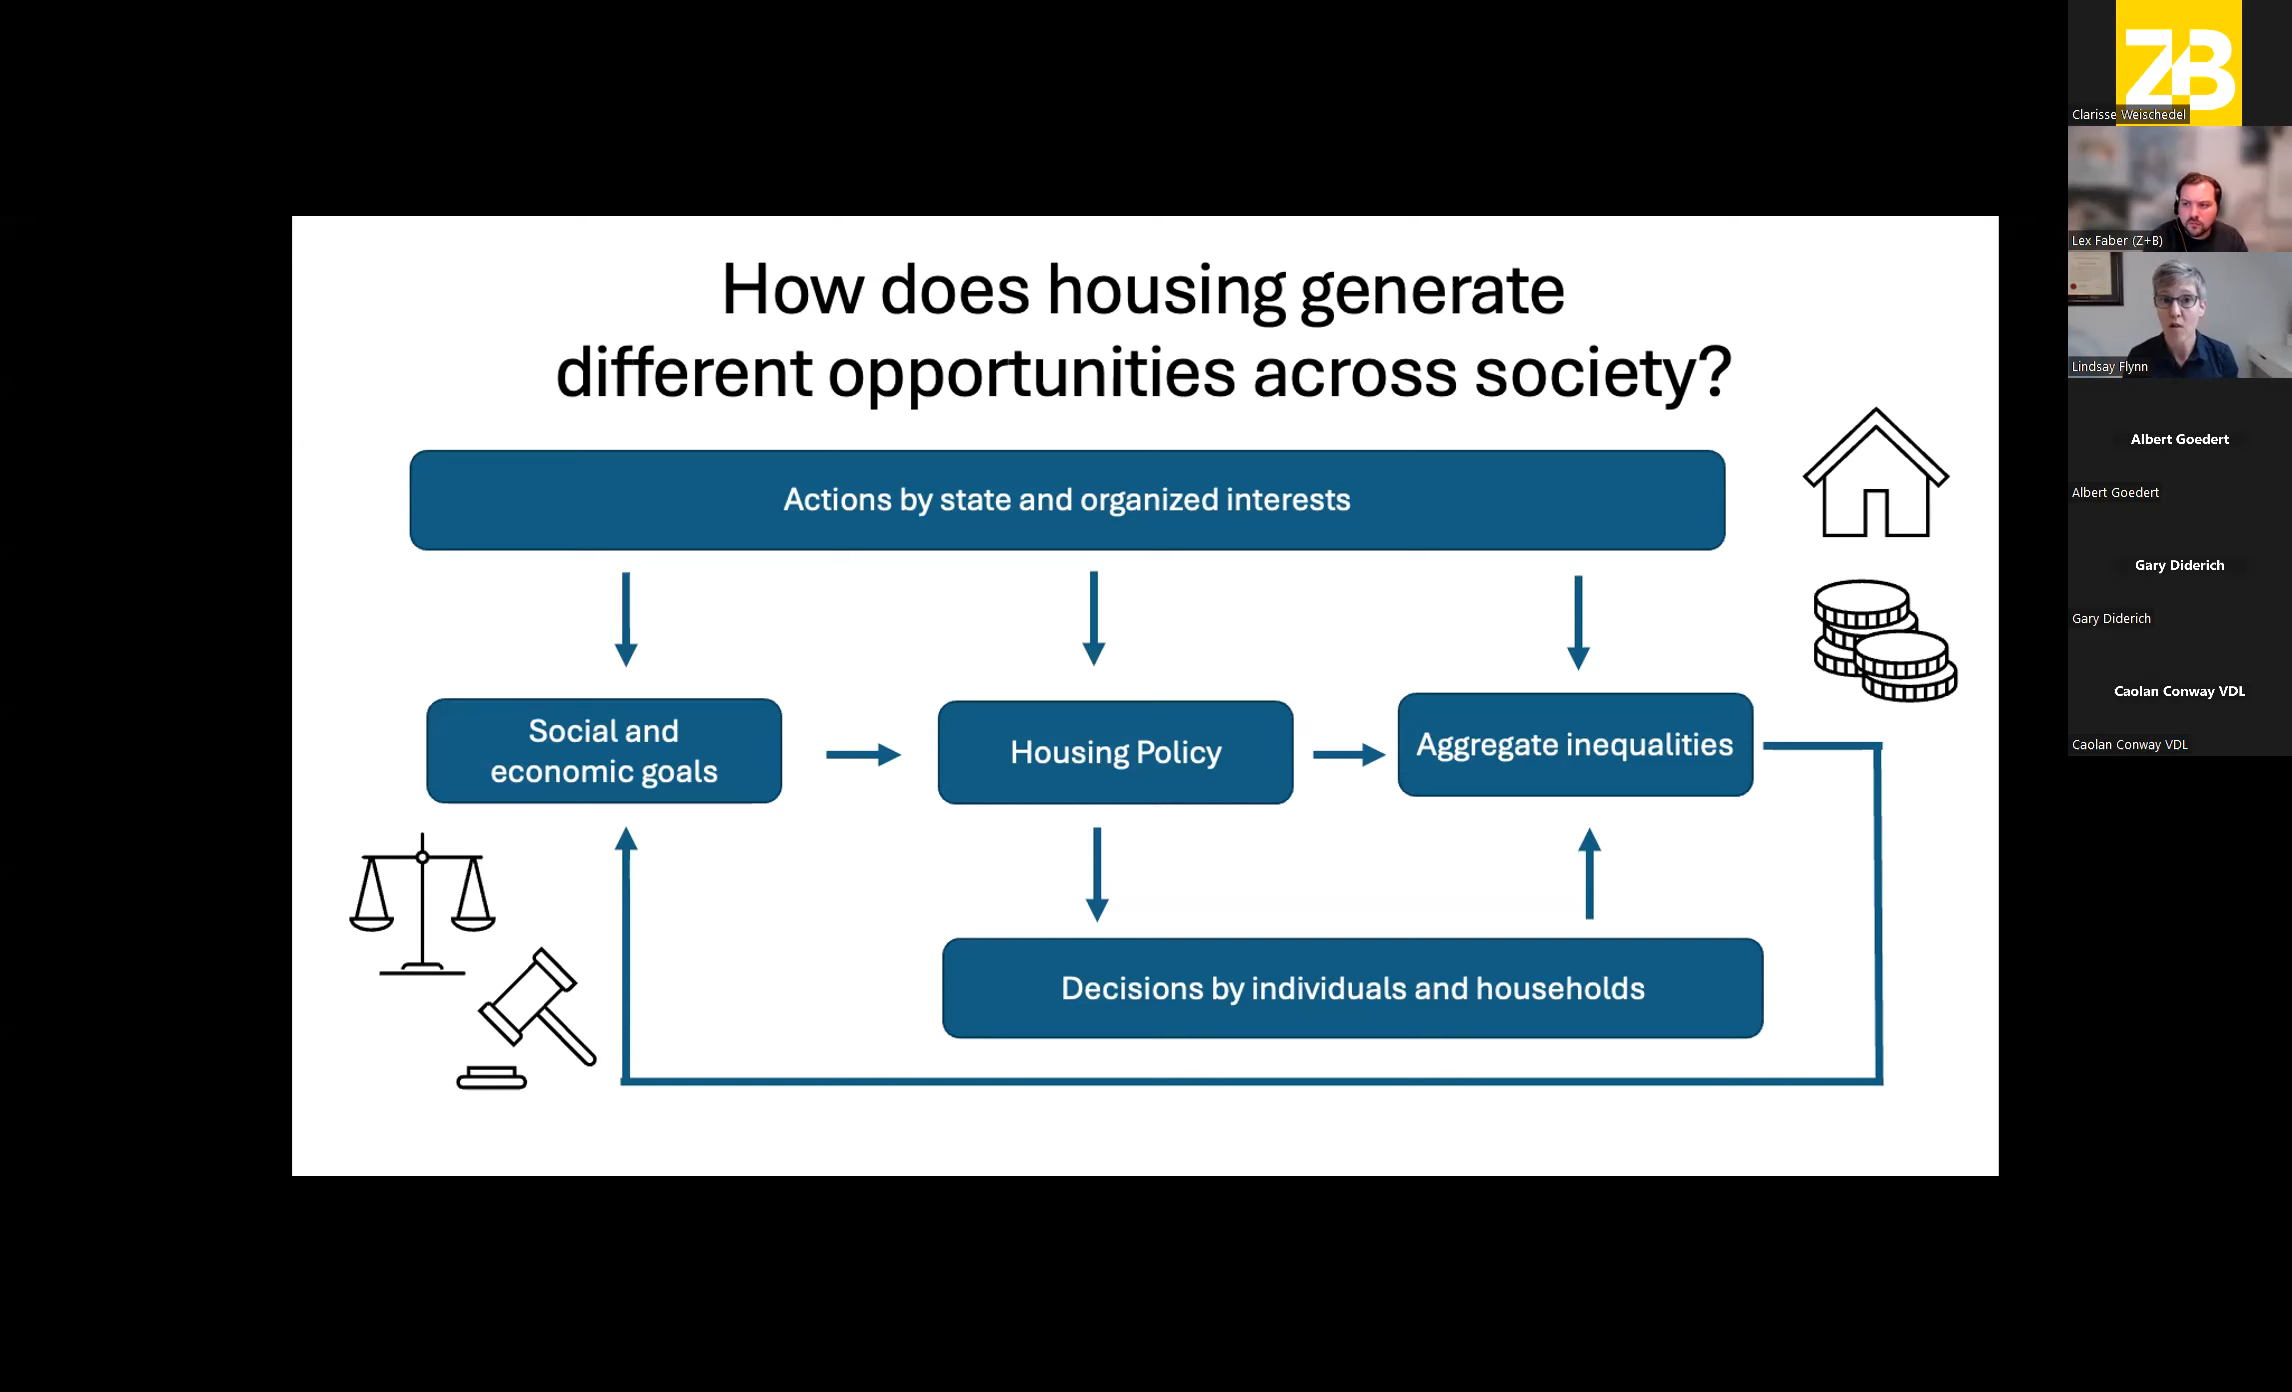 How does housing generate
different opportunities across society?
Actions by state and organized interests
Social and
economic goals
Housing Policy
Aggregate inequalities
Decisions by individuals and households
ZB
Clarisse Weischedel
Lex Faber (Z+B)
Lindsay Flynn
Albert Goedert
Albert Goedert
Gary Diderich
Gary Diderich
Caolan Conway VDL
Caolan Conway VDL